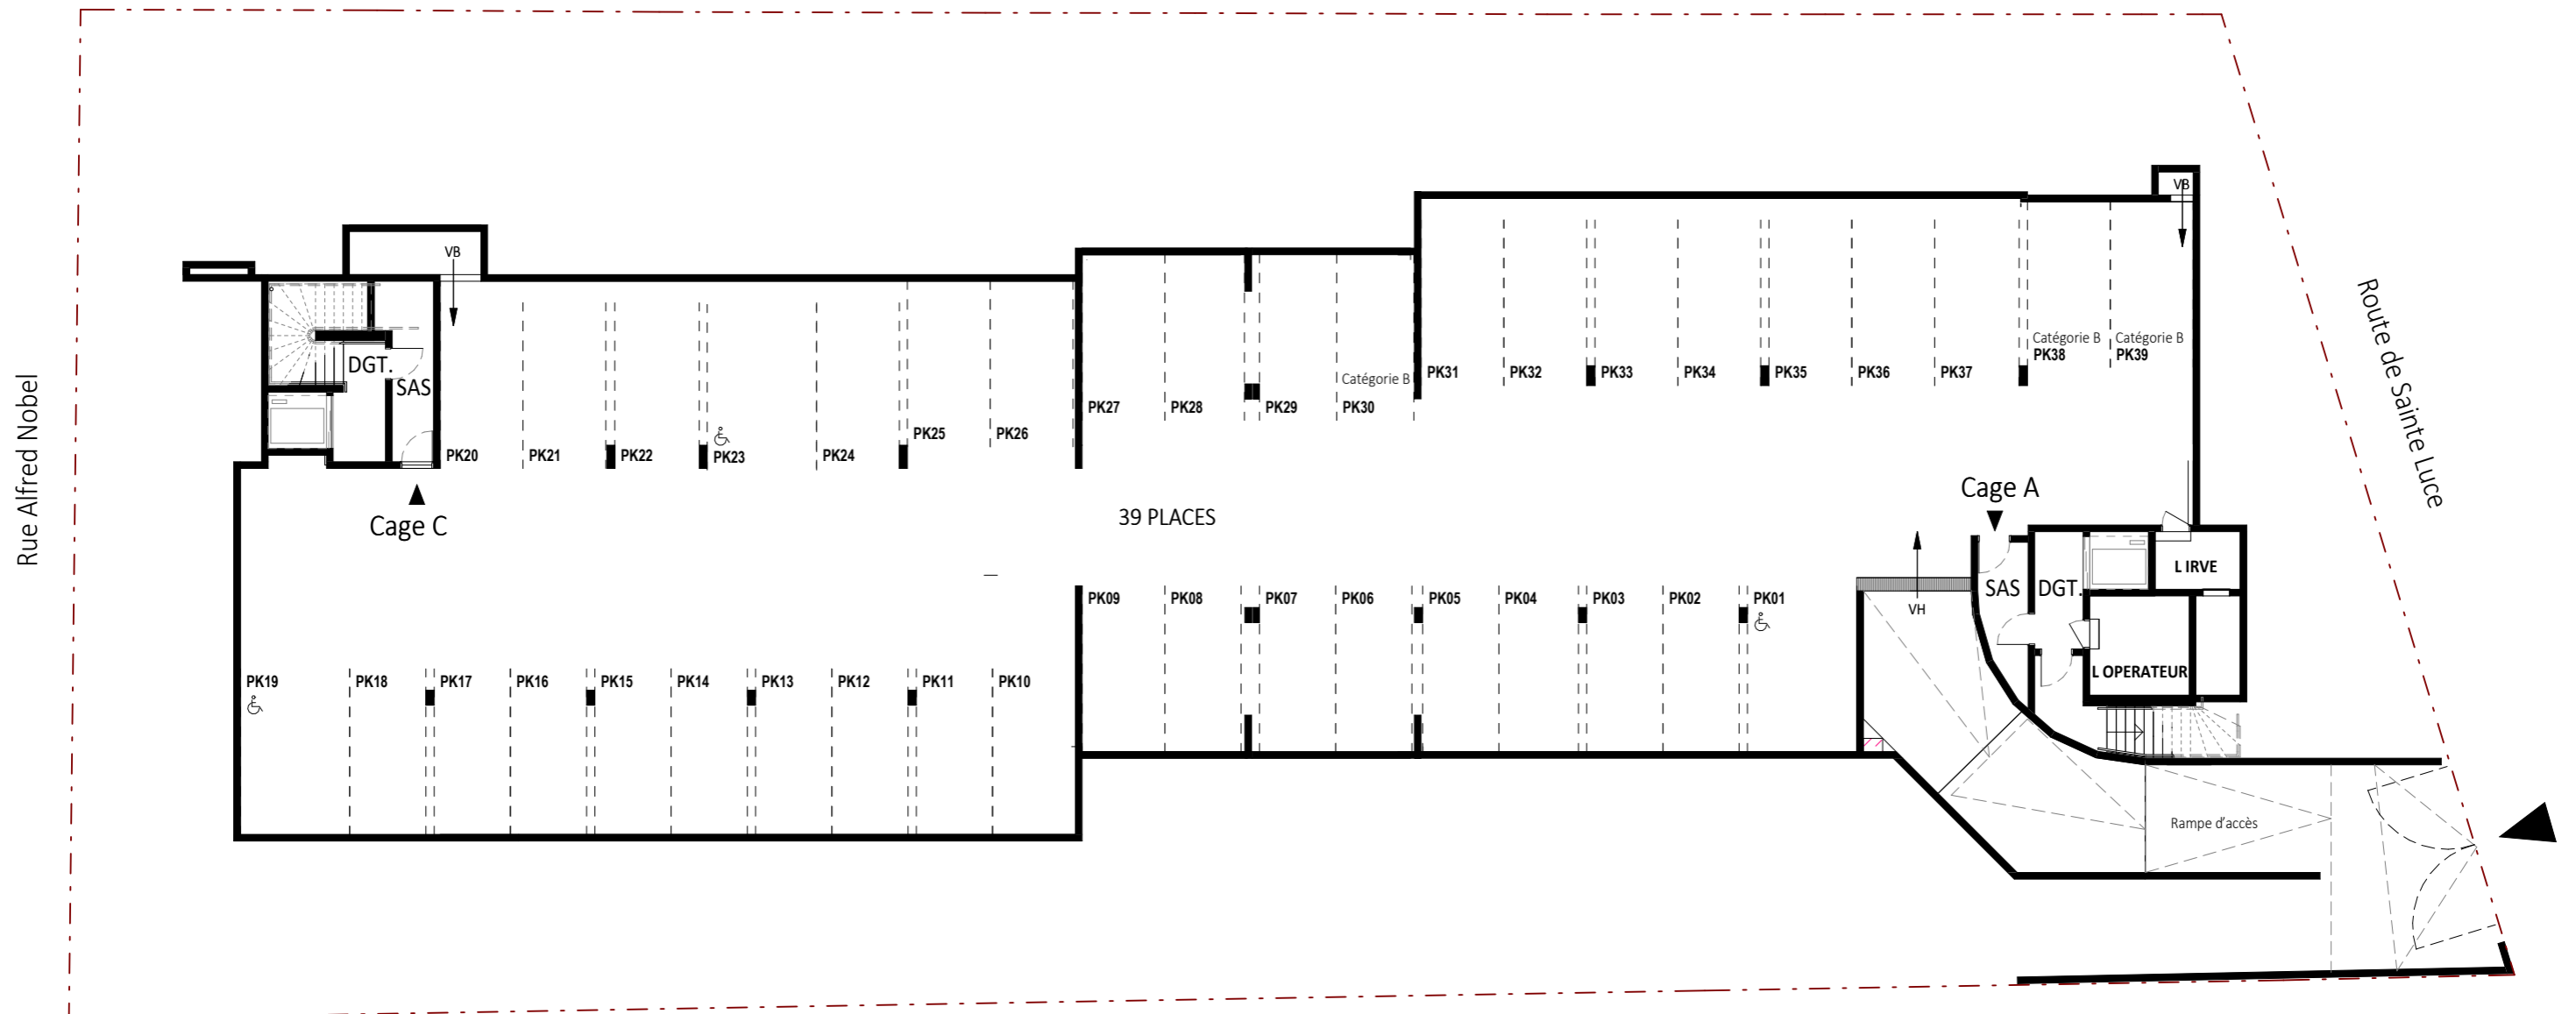 VB
VB
Rue Alfred Nobel
Route de Sainte Luce
DGT.
SAS
Catégorie B
PK38
Catégorie B
PK39
PK31
PK32
PK33
PK34
PK35
PK36
PK37
Catégorie B
PK27
PK28
PK29
PK30
PK25
PK26
PK20
PK21
PK22
PK23
PK24
Cage C
39 PLACES
Cage A
L IRVE
SAS
DGT.
VH
PK09
PK08
PK07
PK06
PK05
PK04
PK03
PK02
PK01
L OPERATEUR
PK19
PK18
PK17
PK16
PK15
PK14
PK13
PK12
PK11
PK10
Rampe d'accès